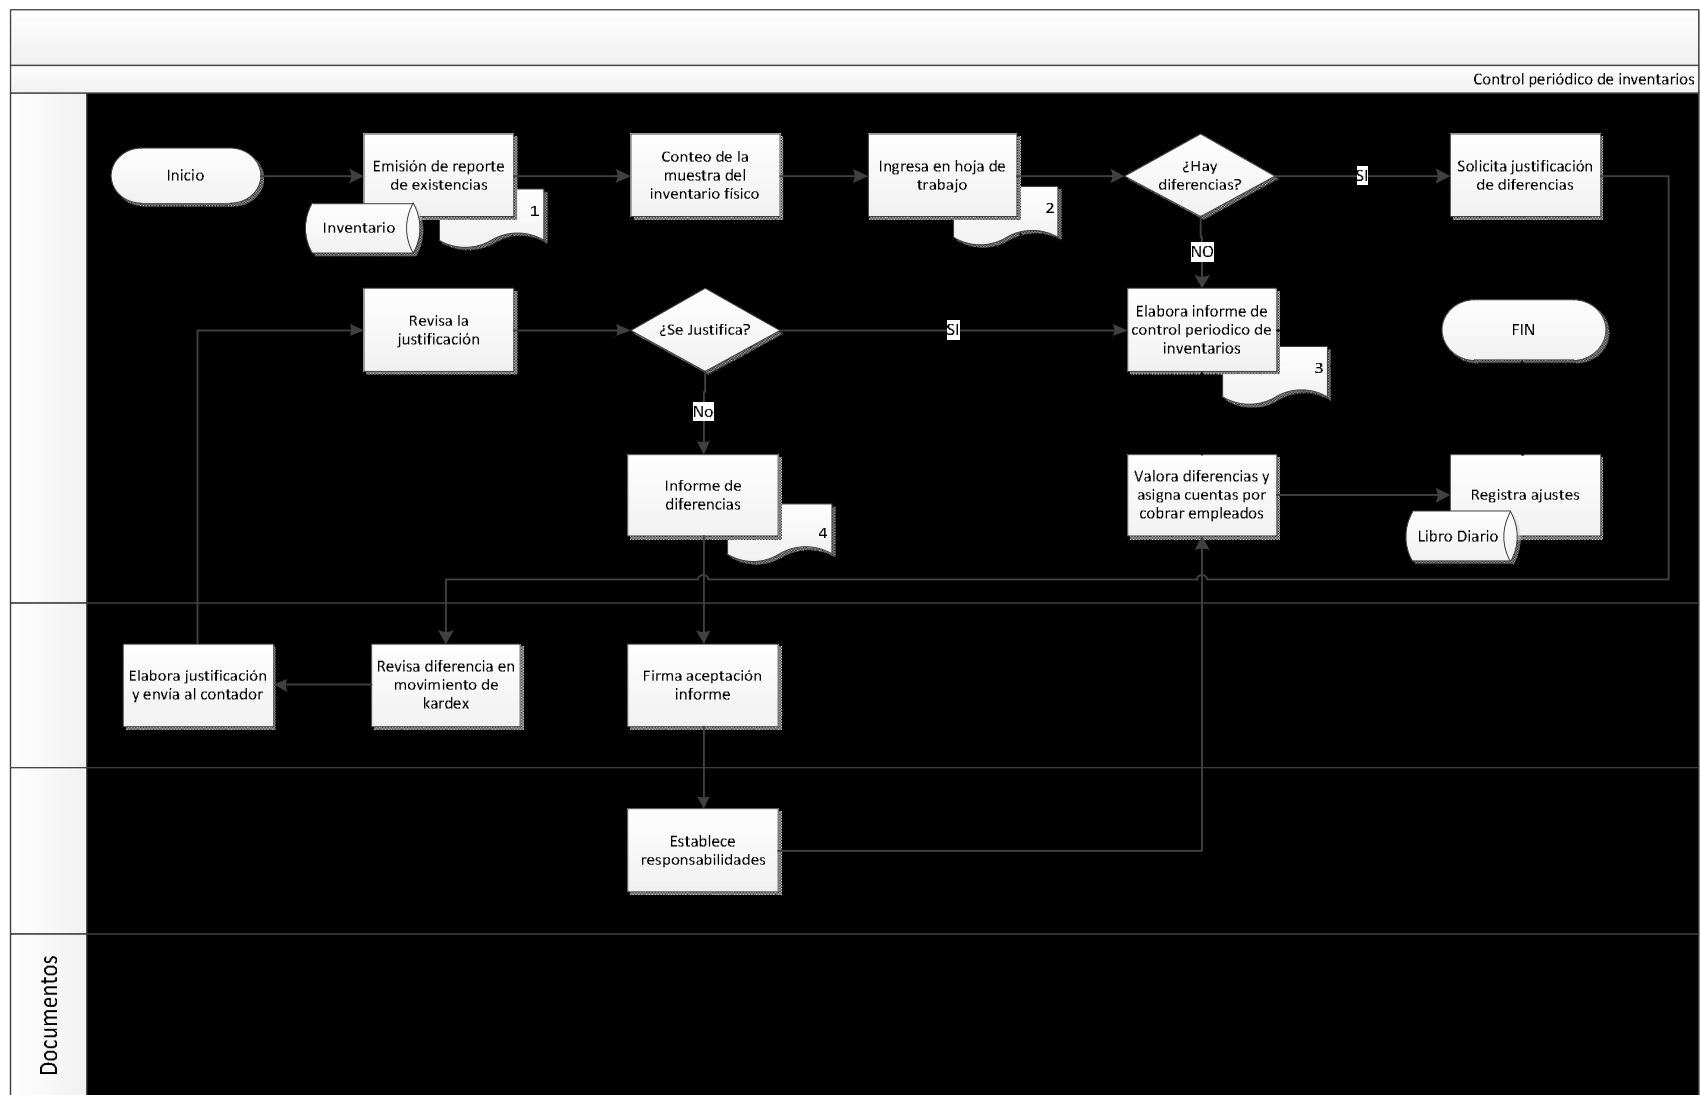 Control periódico de inventarios
Inicio
Emisión de reporte
de existencias
Inventario
1
Conteo de la
muestra del
inventario físico
Ingresa en hoja de
trabajo
2
¿Hay
diferencias?
SI
Solicita justificación
de diferencias
NO
Revisa la
justificación
¿Se Justifica?
SI
Elabora informe de
control periodico de
inventarios
3
FIN
No
Informe de
diferencias
4
Valora diferencias y
asigna cuentas por
cobrar empleados
Registra ajustes
Libro Diario
Elabora justificación
y envía al contador
Revisa diferencia en
movimiento de
kardex
Firma aceptación
informe
Establece
responsabilidades
Documentos